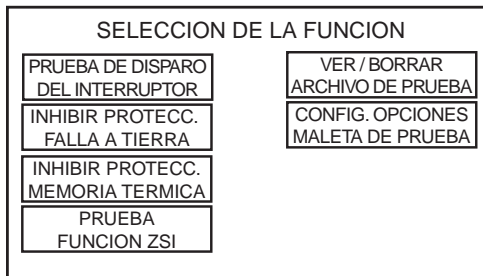 SELECCION DE LA FUNCION
PRUEBA DE DISPARO
DEL INTERRUPTOR
INHIBIR PROTECC.
FALLA A TIERRA
INHIBIR PROTECC.
MEMORIA TERMICA
PRUEBA
FUNCION ZSI
VER / BORRAR
ARCHIVO DE PRUEBA
CONFIG. OPCIONES
MALETA DE PRUEBA